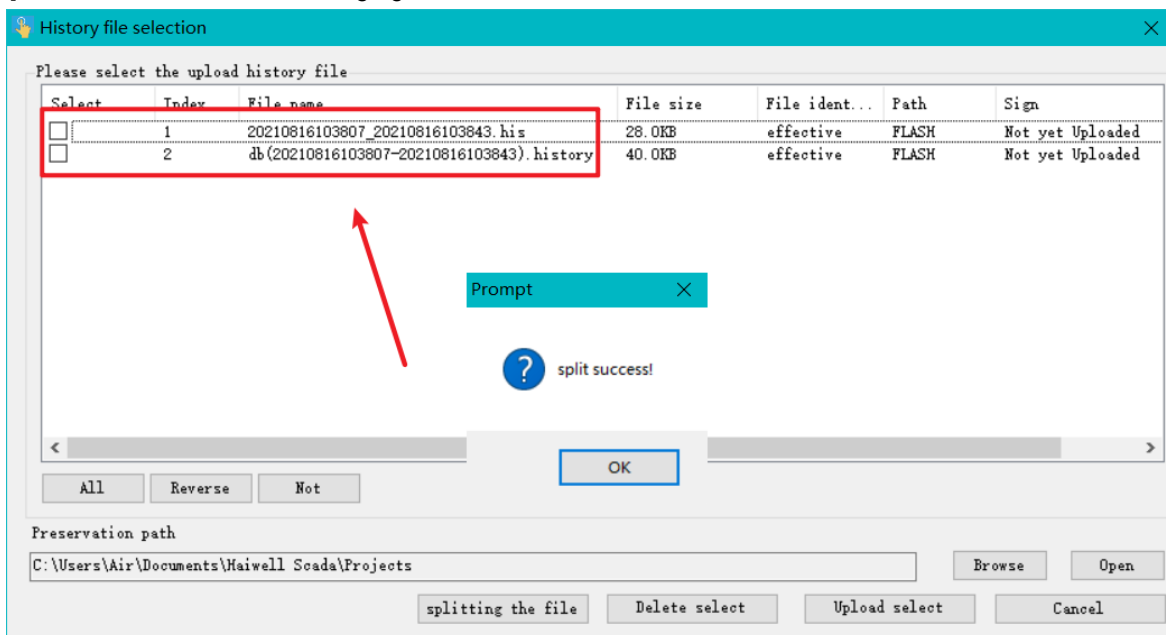 History file selection
Please select the upload history file
Select Index File name File size File ident... Path Sign
1 20210816103807_20210816103843.his 28.0KB effective FLASH Not yet Uploaded
2 db(20210816103807-20210816103843).history 40.0KB effective FLASH Not yet Uploaded
Prompt
split success!
OK
All Reverse Not
Preservation path
C:\Users\Air\Documents\Haiwell Scada\Projects Browse Open
splitting the file Delete select Upload select Cancel